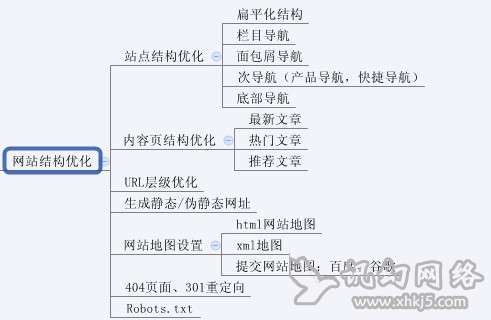 扁平化结构
栏目导航
站点结构优化
面包屑导航
次导航（产品导航，快捷导航）
底部导航
最新文章
内容页结构优化
热门文章
推荐文章
网站结构优化
URL层级优化
生成静态/伪静态网址
html网站地图
网站地图设置
xml地图
提交网站地图：百度、谷歌
404页面、301重定向
Robots.txt
网络
www.xhkj5.com